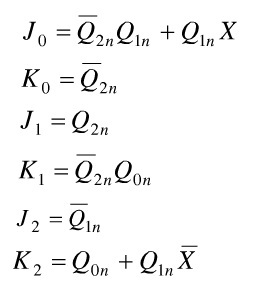 J₀ = Q̅₂ₙQ₁ₙ + Q₁ₙX
K₀ = Q̅₂ₙ
J₁ = Q₂ₙ
K₁ = Q̅₂ₙQ₀ₙ
J₂ = Q̅₁ₙ
K₂ = Q₀ₙ + Q₁ₙX̅